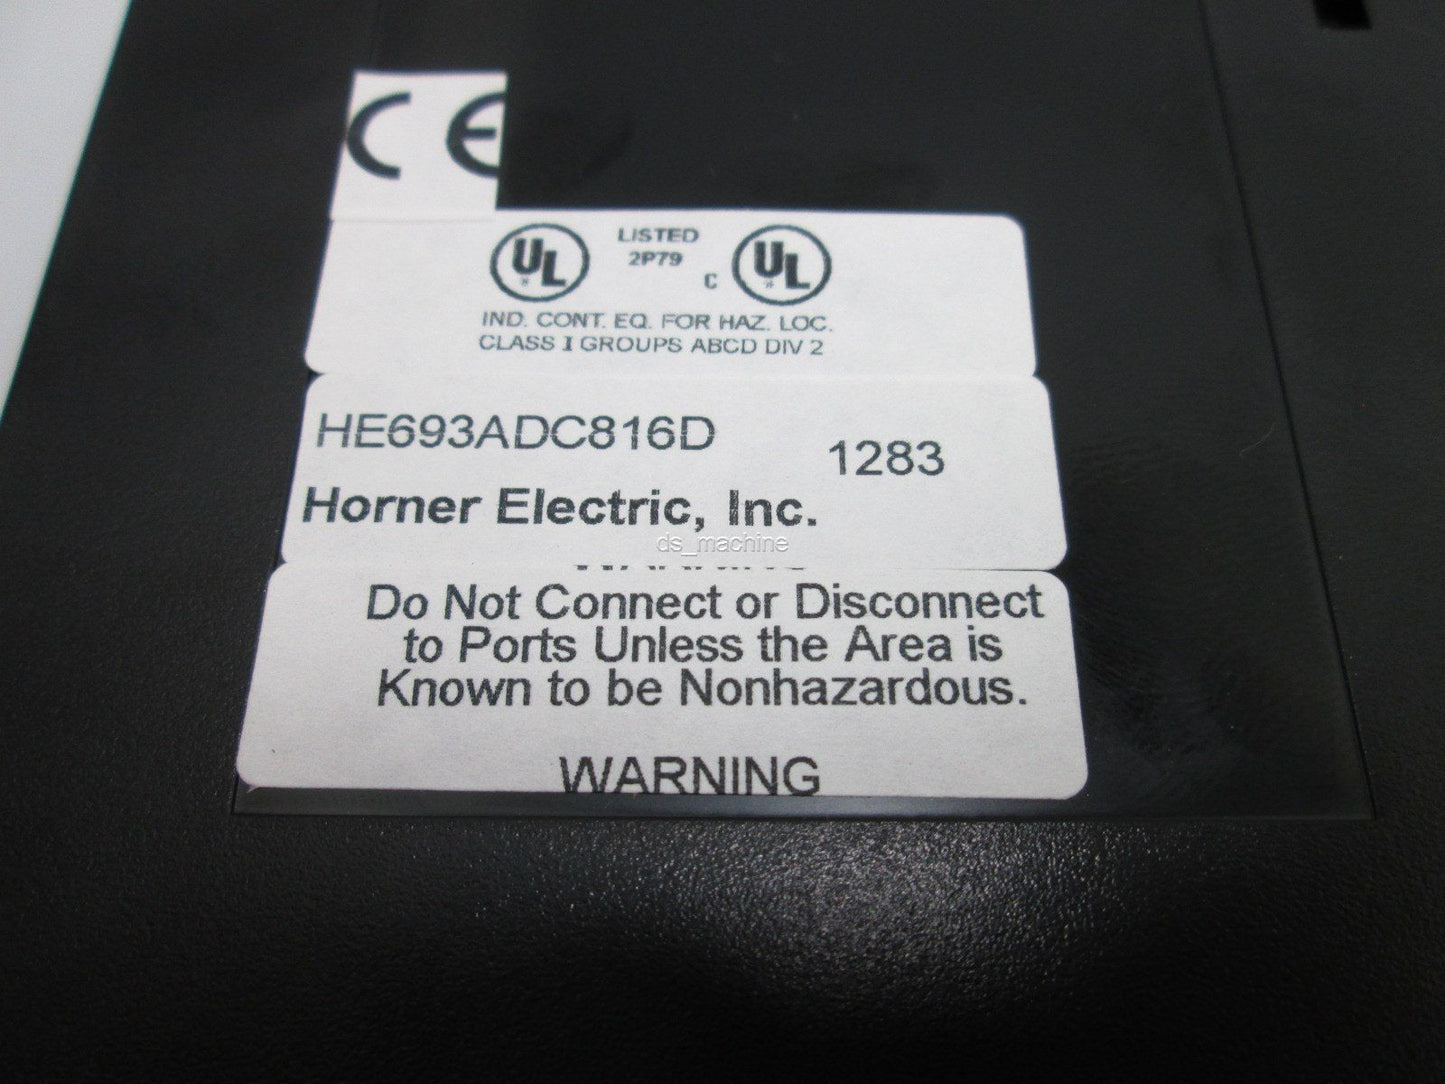 CE
UL LISTED UL
2P79
C
IND. CONT. EQ. FOR HAZ. LOC.
CLASS I GROUPS ABCD DIV 2
HE693ADC816D 1283
Horner Electric, Inc.
ds_machine
WARNING
Do Not Connect or Disconnect
to Ports Unless the Area is
Known to be Nonhazardous.
WARNING